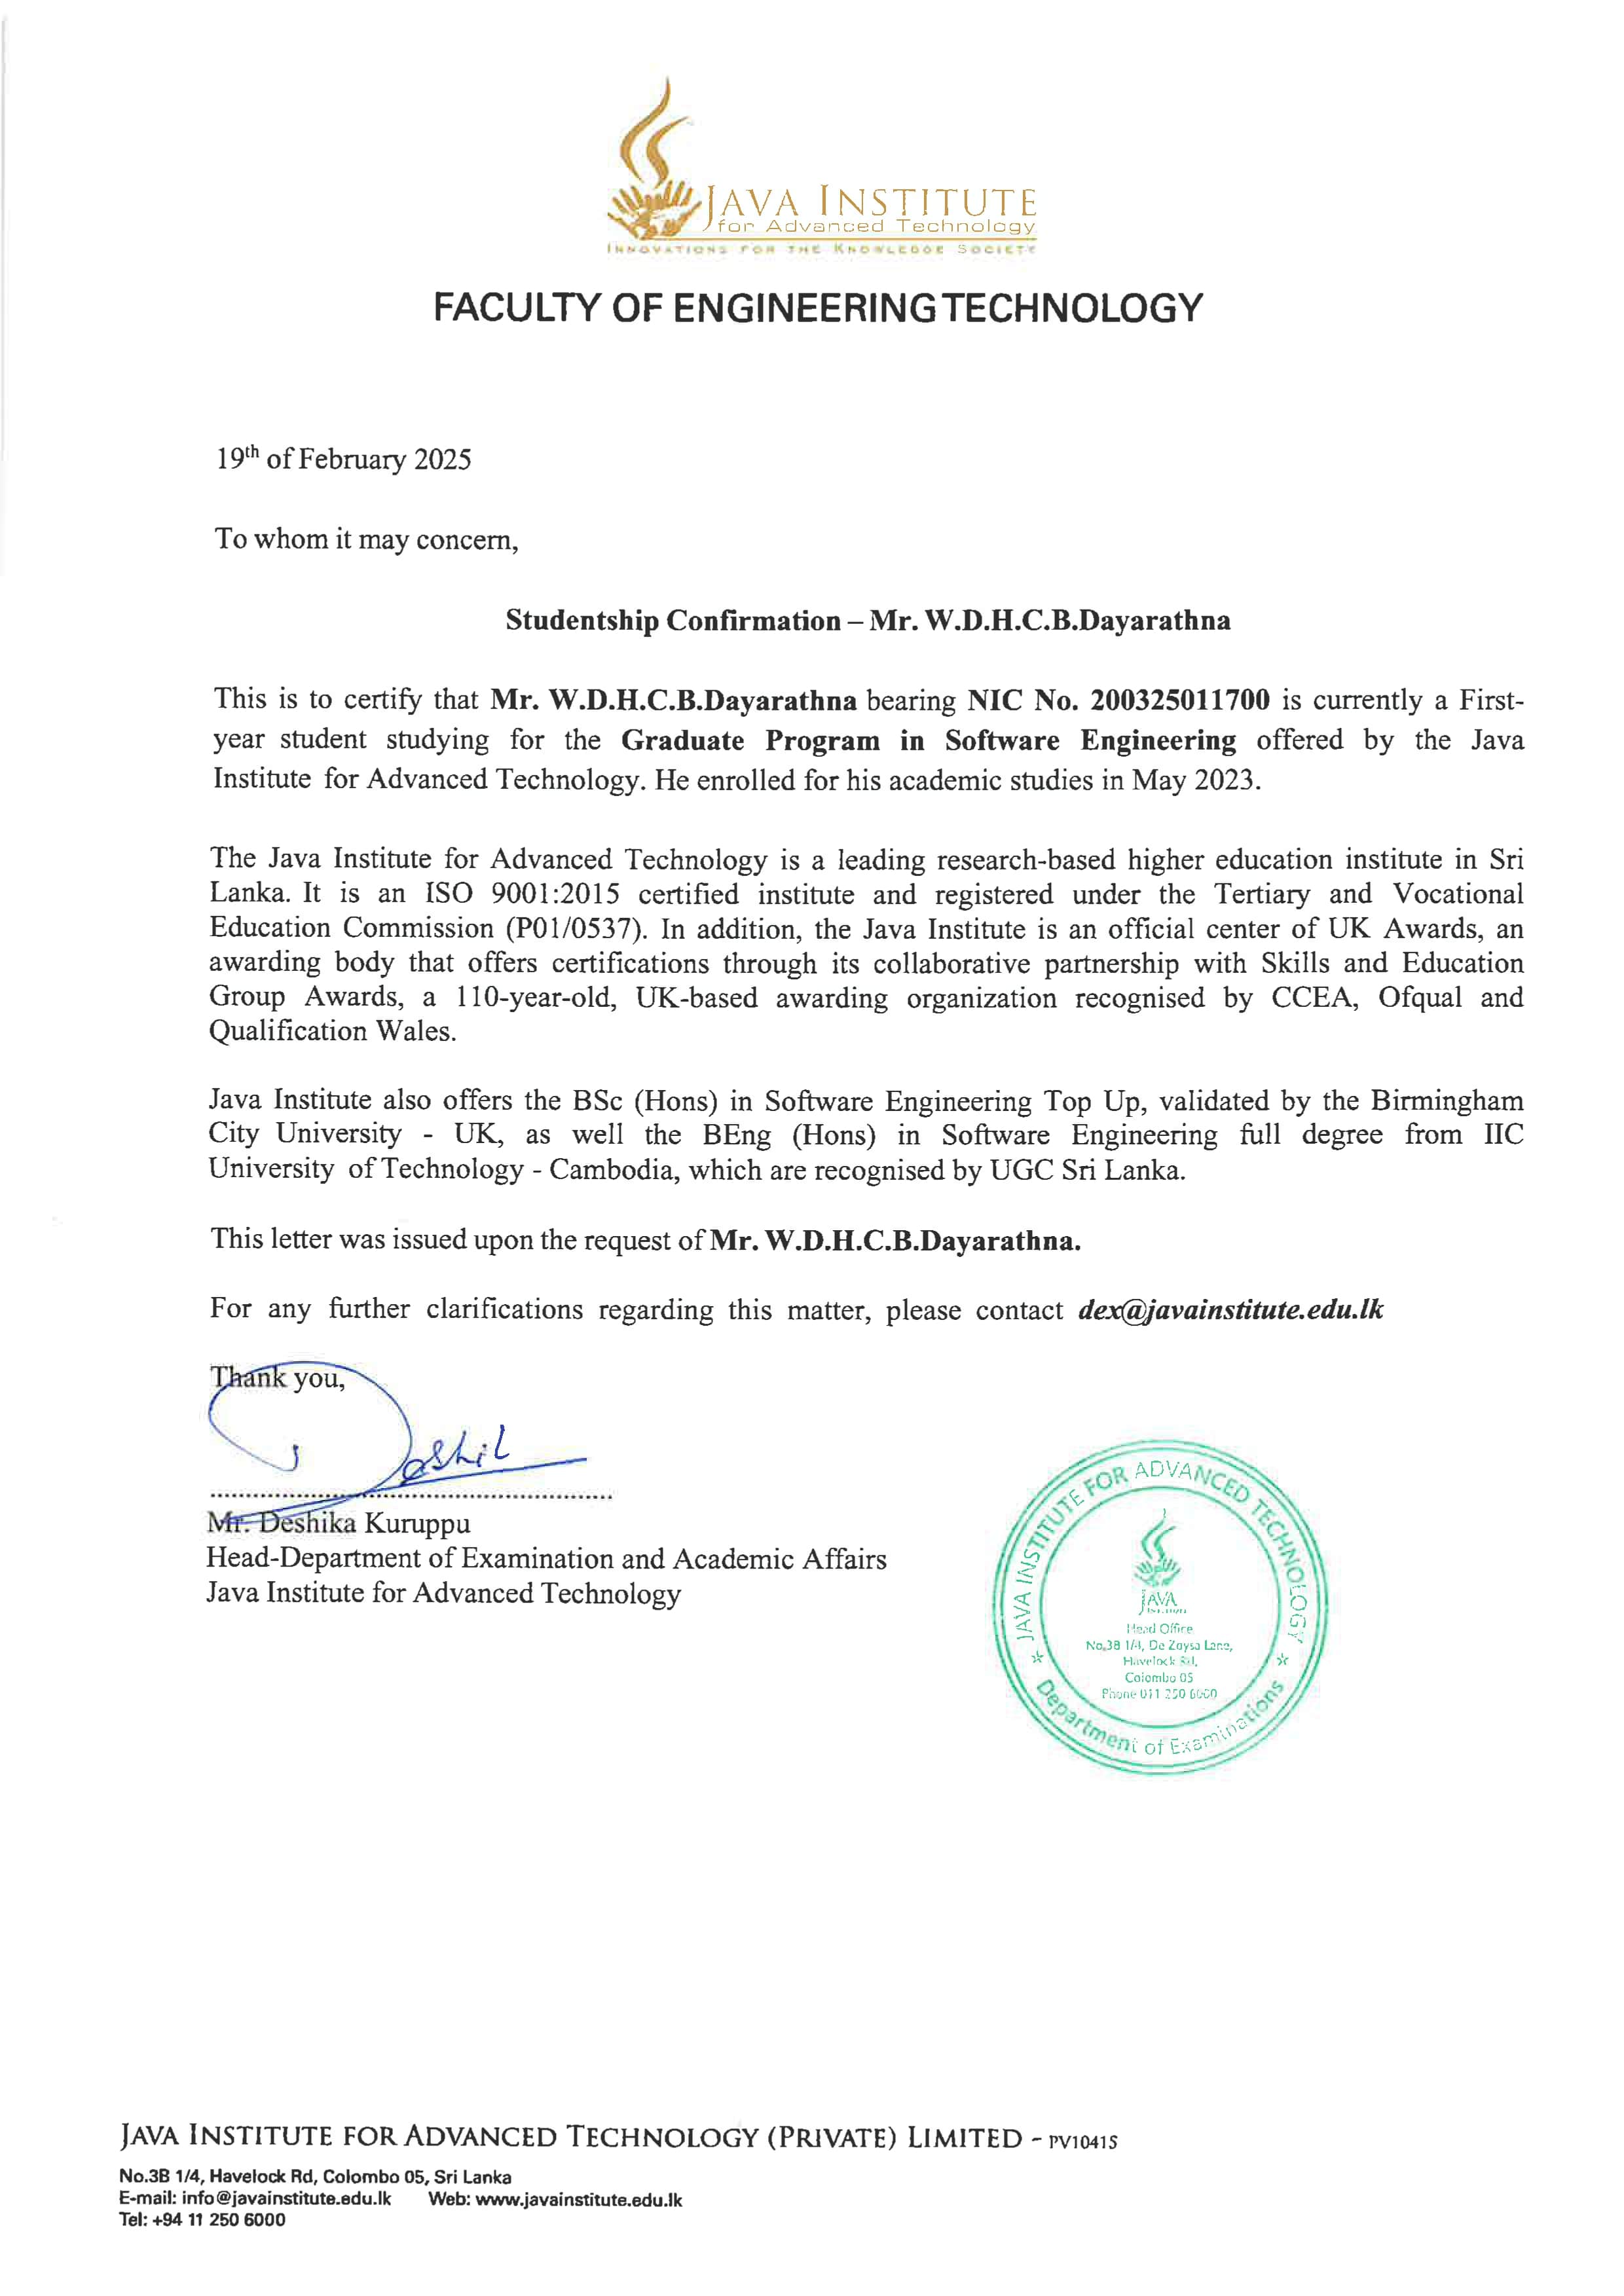 JAVA INSTITUTE
for Advanced Technology
INNOVATIONS FOR THE KNOWLEDGE SOCIETY
FACULTY OF ENGINEERING TECHNOLOGY
19th of February 2025
To whom it may concern,
Studentship Confirmation – Mr. W.D.H.C.B.Dayarathna
This is to certify that Mr. W.D.H.C.B.Dayarathna bearing NIC No. 200325011700 is currently a First-
year student studying for the Graduate Program in Software Engineering offered by the Java
Institute for Advanced Technology. He enrolled for his academic studies in May 2023.
The Java Institute for Advanced Technology is a leading research-based higher education institute in Sri
Lanka. It is an ISO 9001:2015 certified institute and registered under the Tertiary and Vocational
Education Commission (P01/0537). In addition, the Java Institute is an official center of UK Awards, an
awarding body that offers certifications through its collaborative partnership with Skills and Education
Group Awards, a 110-year-old, UK-based awarding organization recognised by CCEA, Ofqual and
Qualification Wales.
Java Institute also offers the BSc (Hons) in Software Engineering Top Up, validated by the Birmingham
City University - UK, as well the BEng (Hons) in Software Engineering full degree from IIC
University of Technology - Cambodia, which are recognised by UGC Sri Lanka.
This letter was issued upon the request of Mr. W.D.H.C.B.Dayarathna.
For any further clarifications regarding this matter, please contact dex@javainstitute.edu.lk
Thank you,
Mr. Deshika Kuruppu
Head-Department of Examination and Academic Affairs
Java Institute for Advanced Technology
JAVA INSTITUTE FOR ADVANCED TECHNOLOGY
JAVA
Head Office
No.3B 1/4, De Zoysa Lane,
Havelock Rd,
Colombo 05
Phone 011 250 6000
Department of Examinations
JAVA INSTITUTE FOR ADVANCED TECHNOLOGY (PRIVATE) LIMITED - PV10415
No.3B 1/4, Havelock Rd, Colombo 05, Sri Lanka
E-mail: info@javainstitute.edu.lk Web: www.javainstitute.edu.lk
Tel: +94 11 250 6000